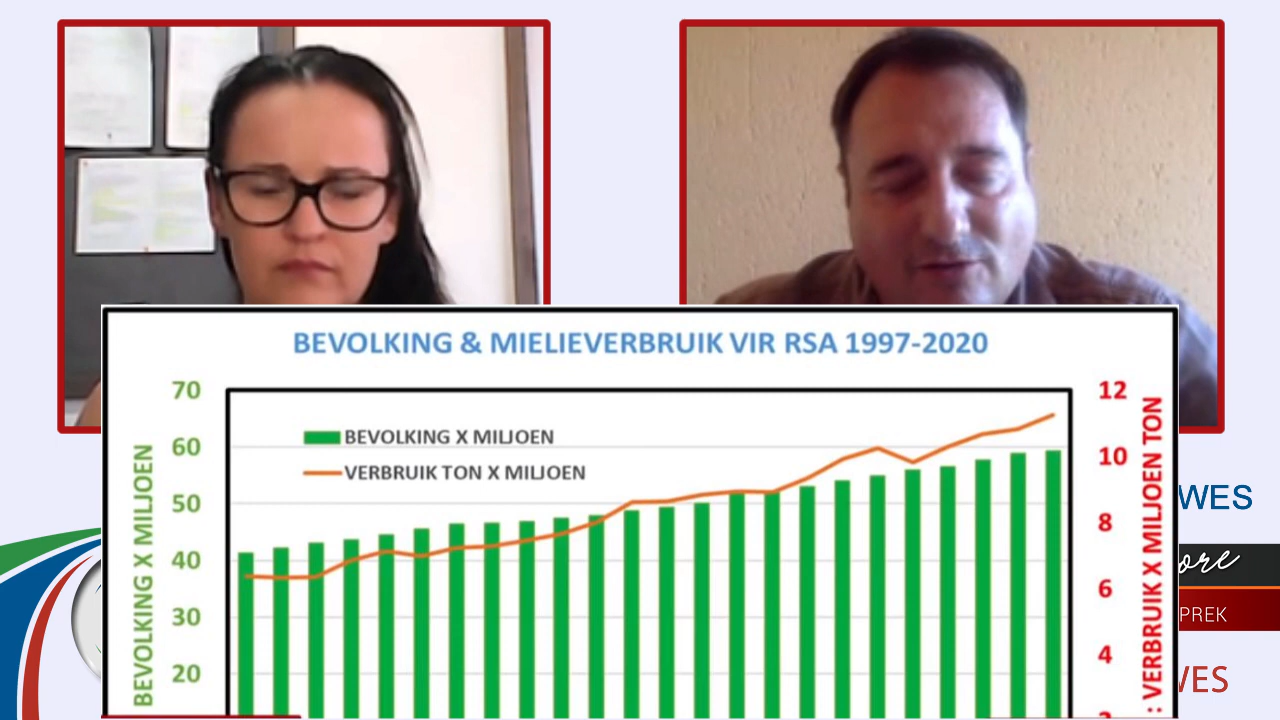 BEVOLKING & MIELIEVERBRUIK VIR RSA 1997-2020
70
60
50
40
30
20
BEVOLKING X MILJOEN
BEVOLKING X MILJOEN
VERBRUIK TON X MILJOEN
12
10
8
6
4
: VERBRUIK X MILJOEN TON
WES
ore
PREK
WES